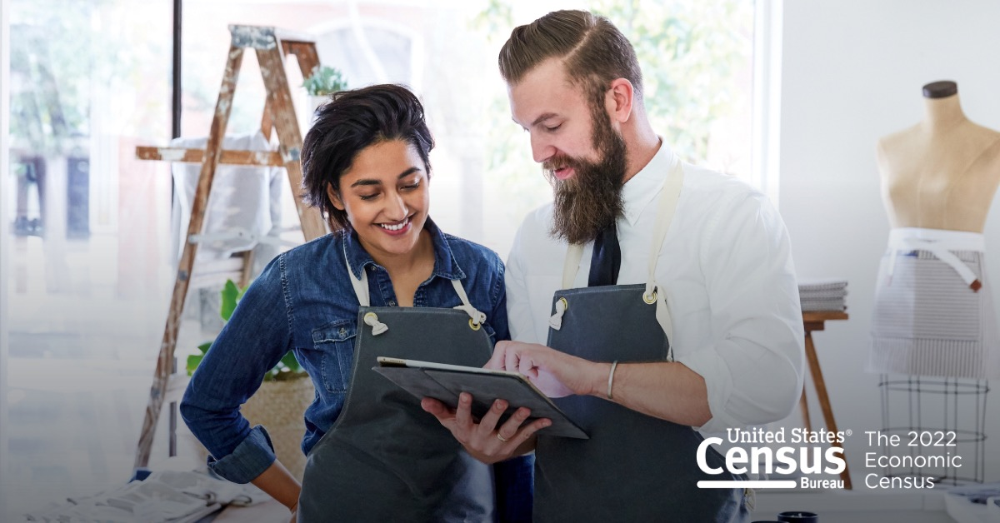 United States®
Census
Bureau
The 2022
Economic
Census